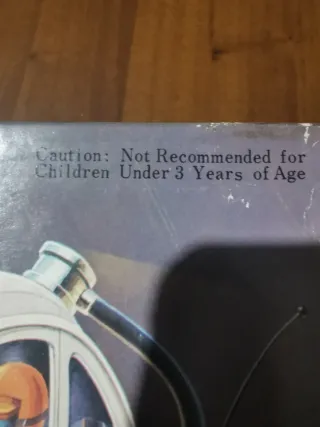 Caution: Not Recommended for
Children Under 3 Years of Age